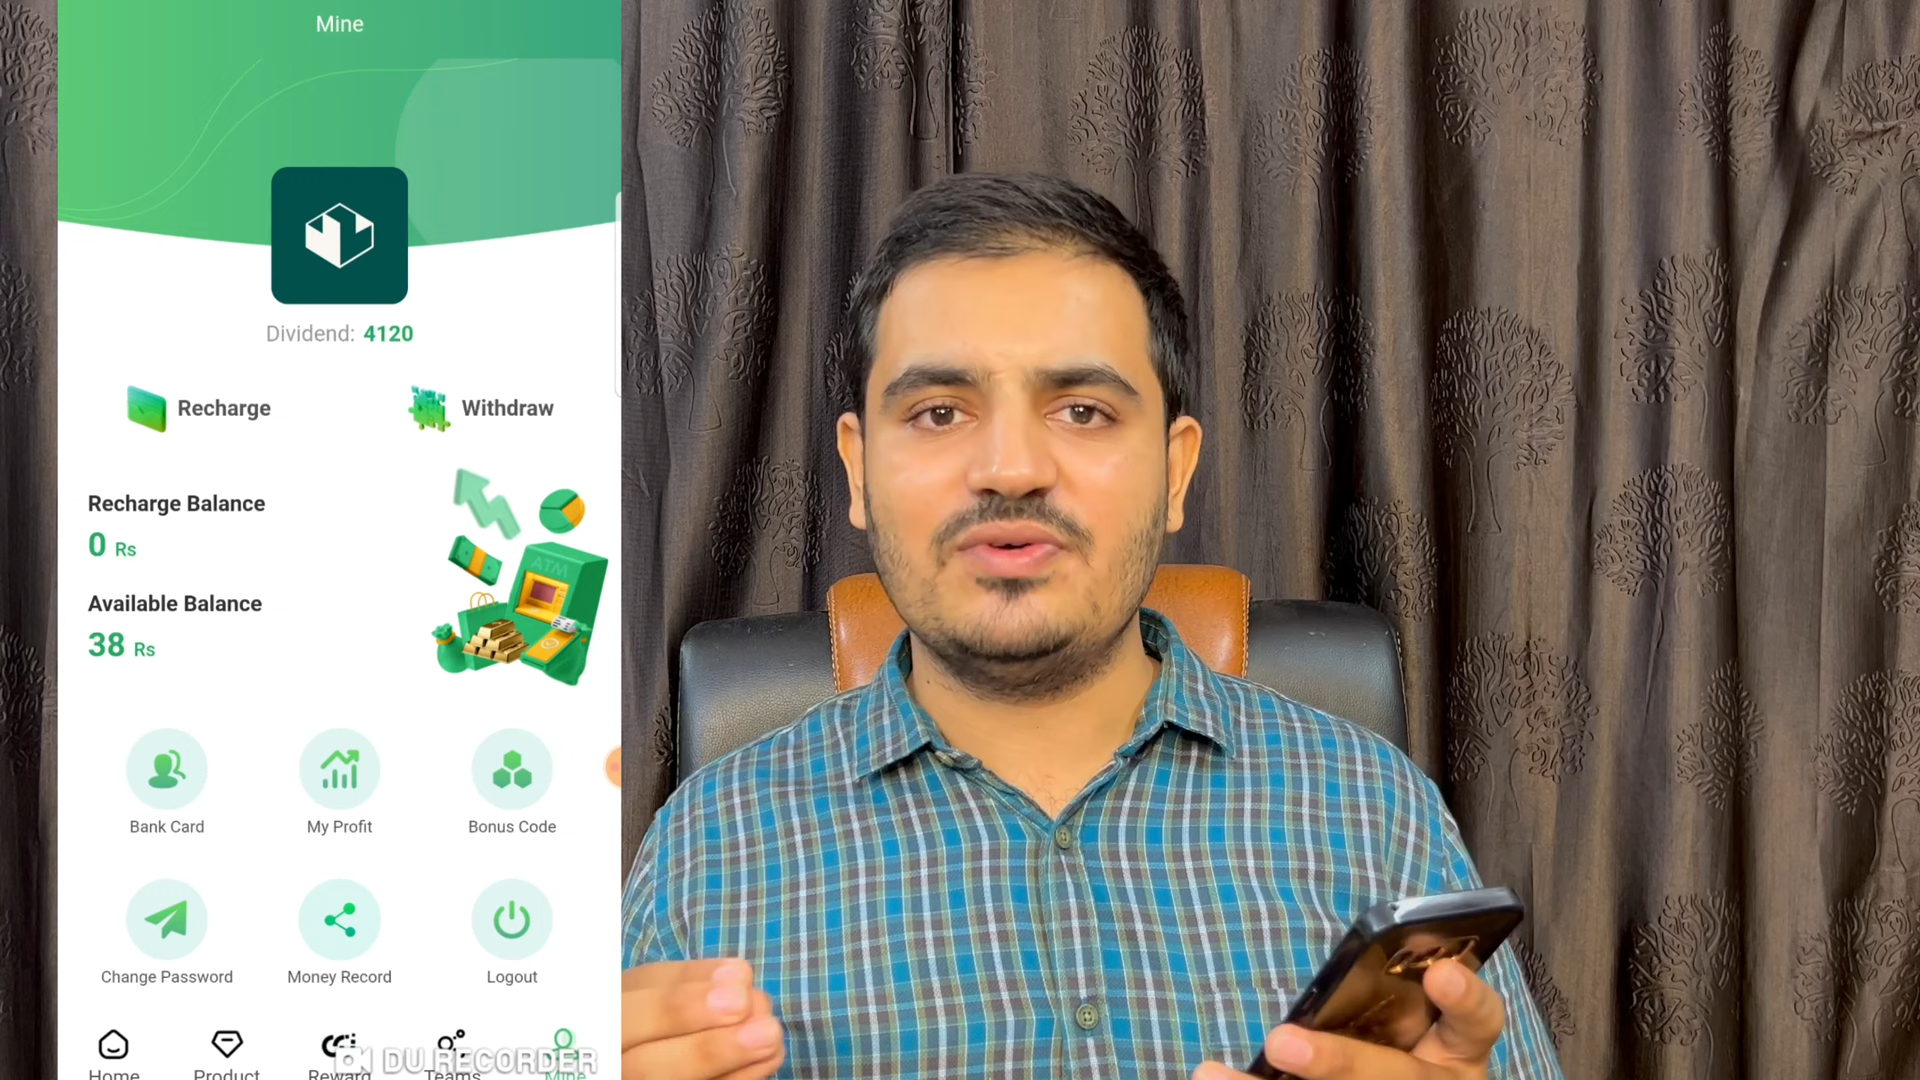 Mine
Dividend: 4120
Recharge
Withdraw
Recharge Balance
0 Rs
ATM
Available Balance
38 Rs
Bank Card
My Profit
Bonus Code
Change Password
Money Record
Logout
DU RECORDER
Home
Product
Reward
Teams
Mine